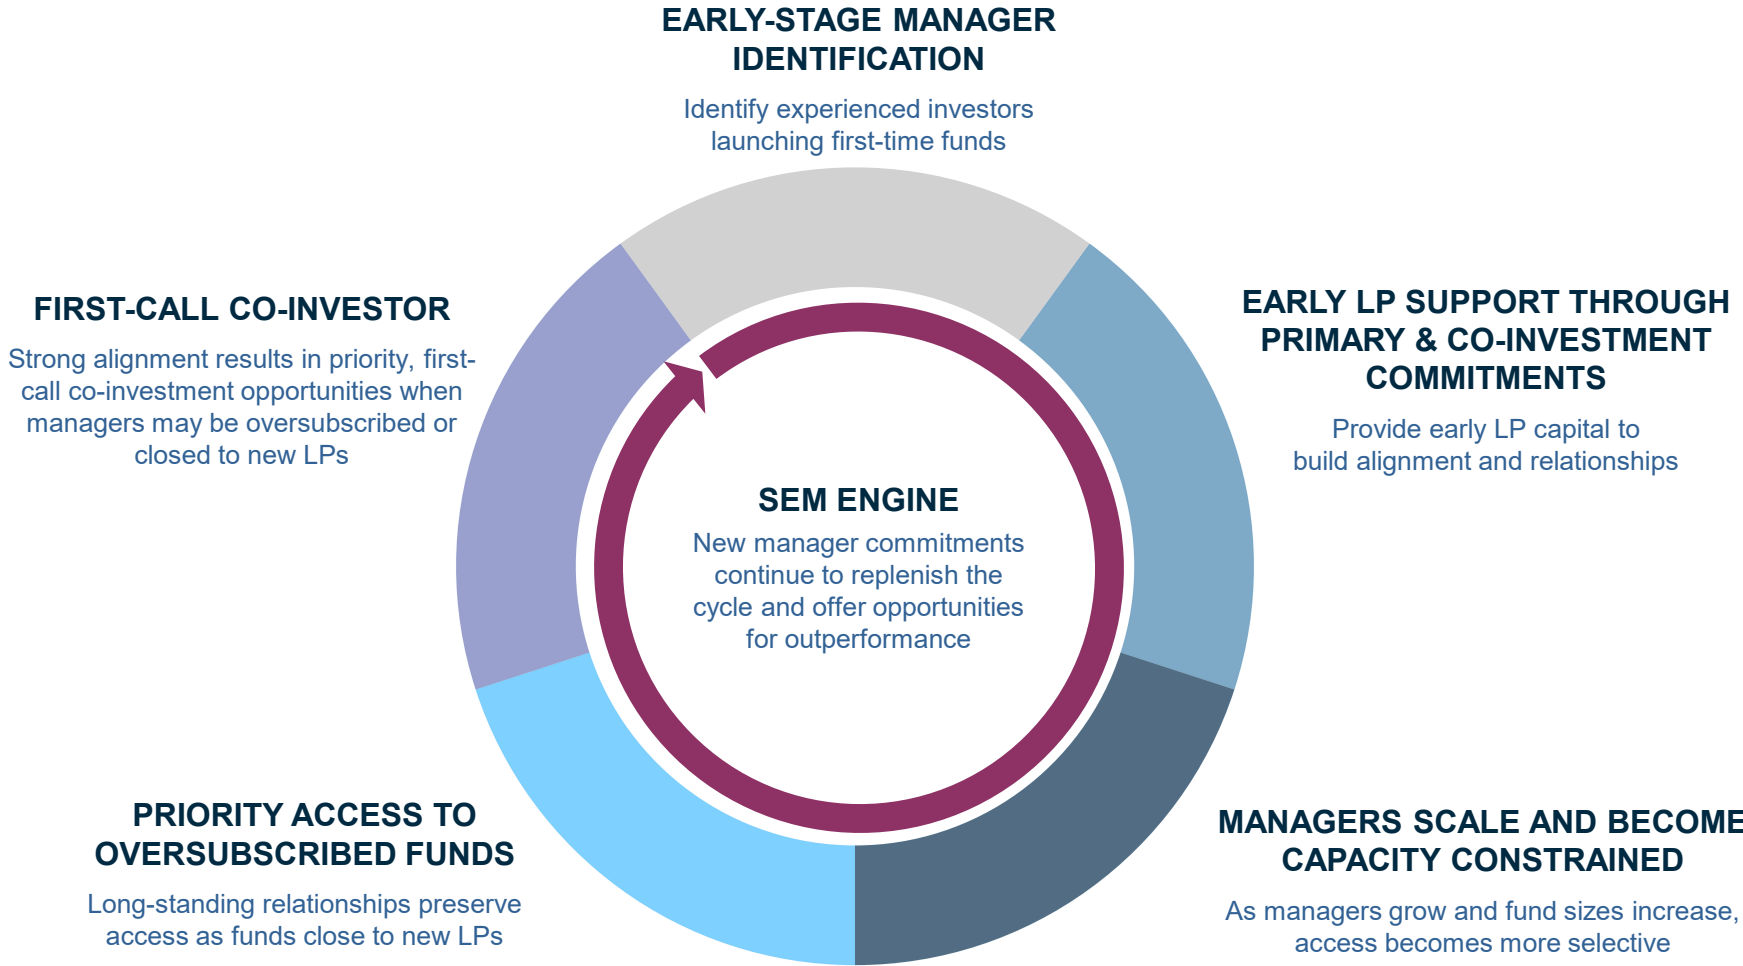 EARLY-STAGE MANAGER
IDENTIFICATION
Identify experienced investors
launching first-time funds
EARLY LP SUPPORT THROUGH
PRIMARY & CO-INVESTMENT
COMMITMENTS
Provide early LP capital to
build alignment and relationships
MANAGERS SCALE AND BECOME
CAPACITY CONSTRAINED
As managers grow and fund sizes increase,
access becomes more selective
PRIORITY ACCESS TO
OVERSUBSCRIBED FUNDS
Long-standing relationships preserve
access as funds close to new LPs
FIRST-CALL CO-INVESTOR
Strong alignment results in priority, first-
call co-investment opportunities when
managers may be oversubscribed or
closed to new LPs
SEM ENGINE
New manager commitments
continue to replenish the
cycle and offer opportunities
for outperformance